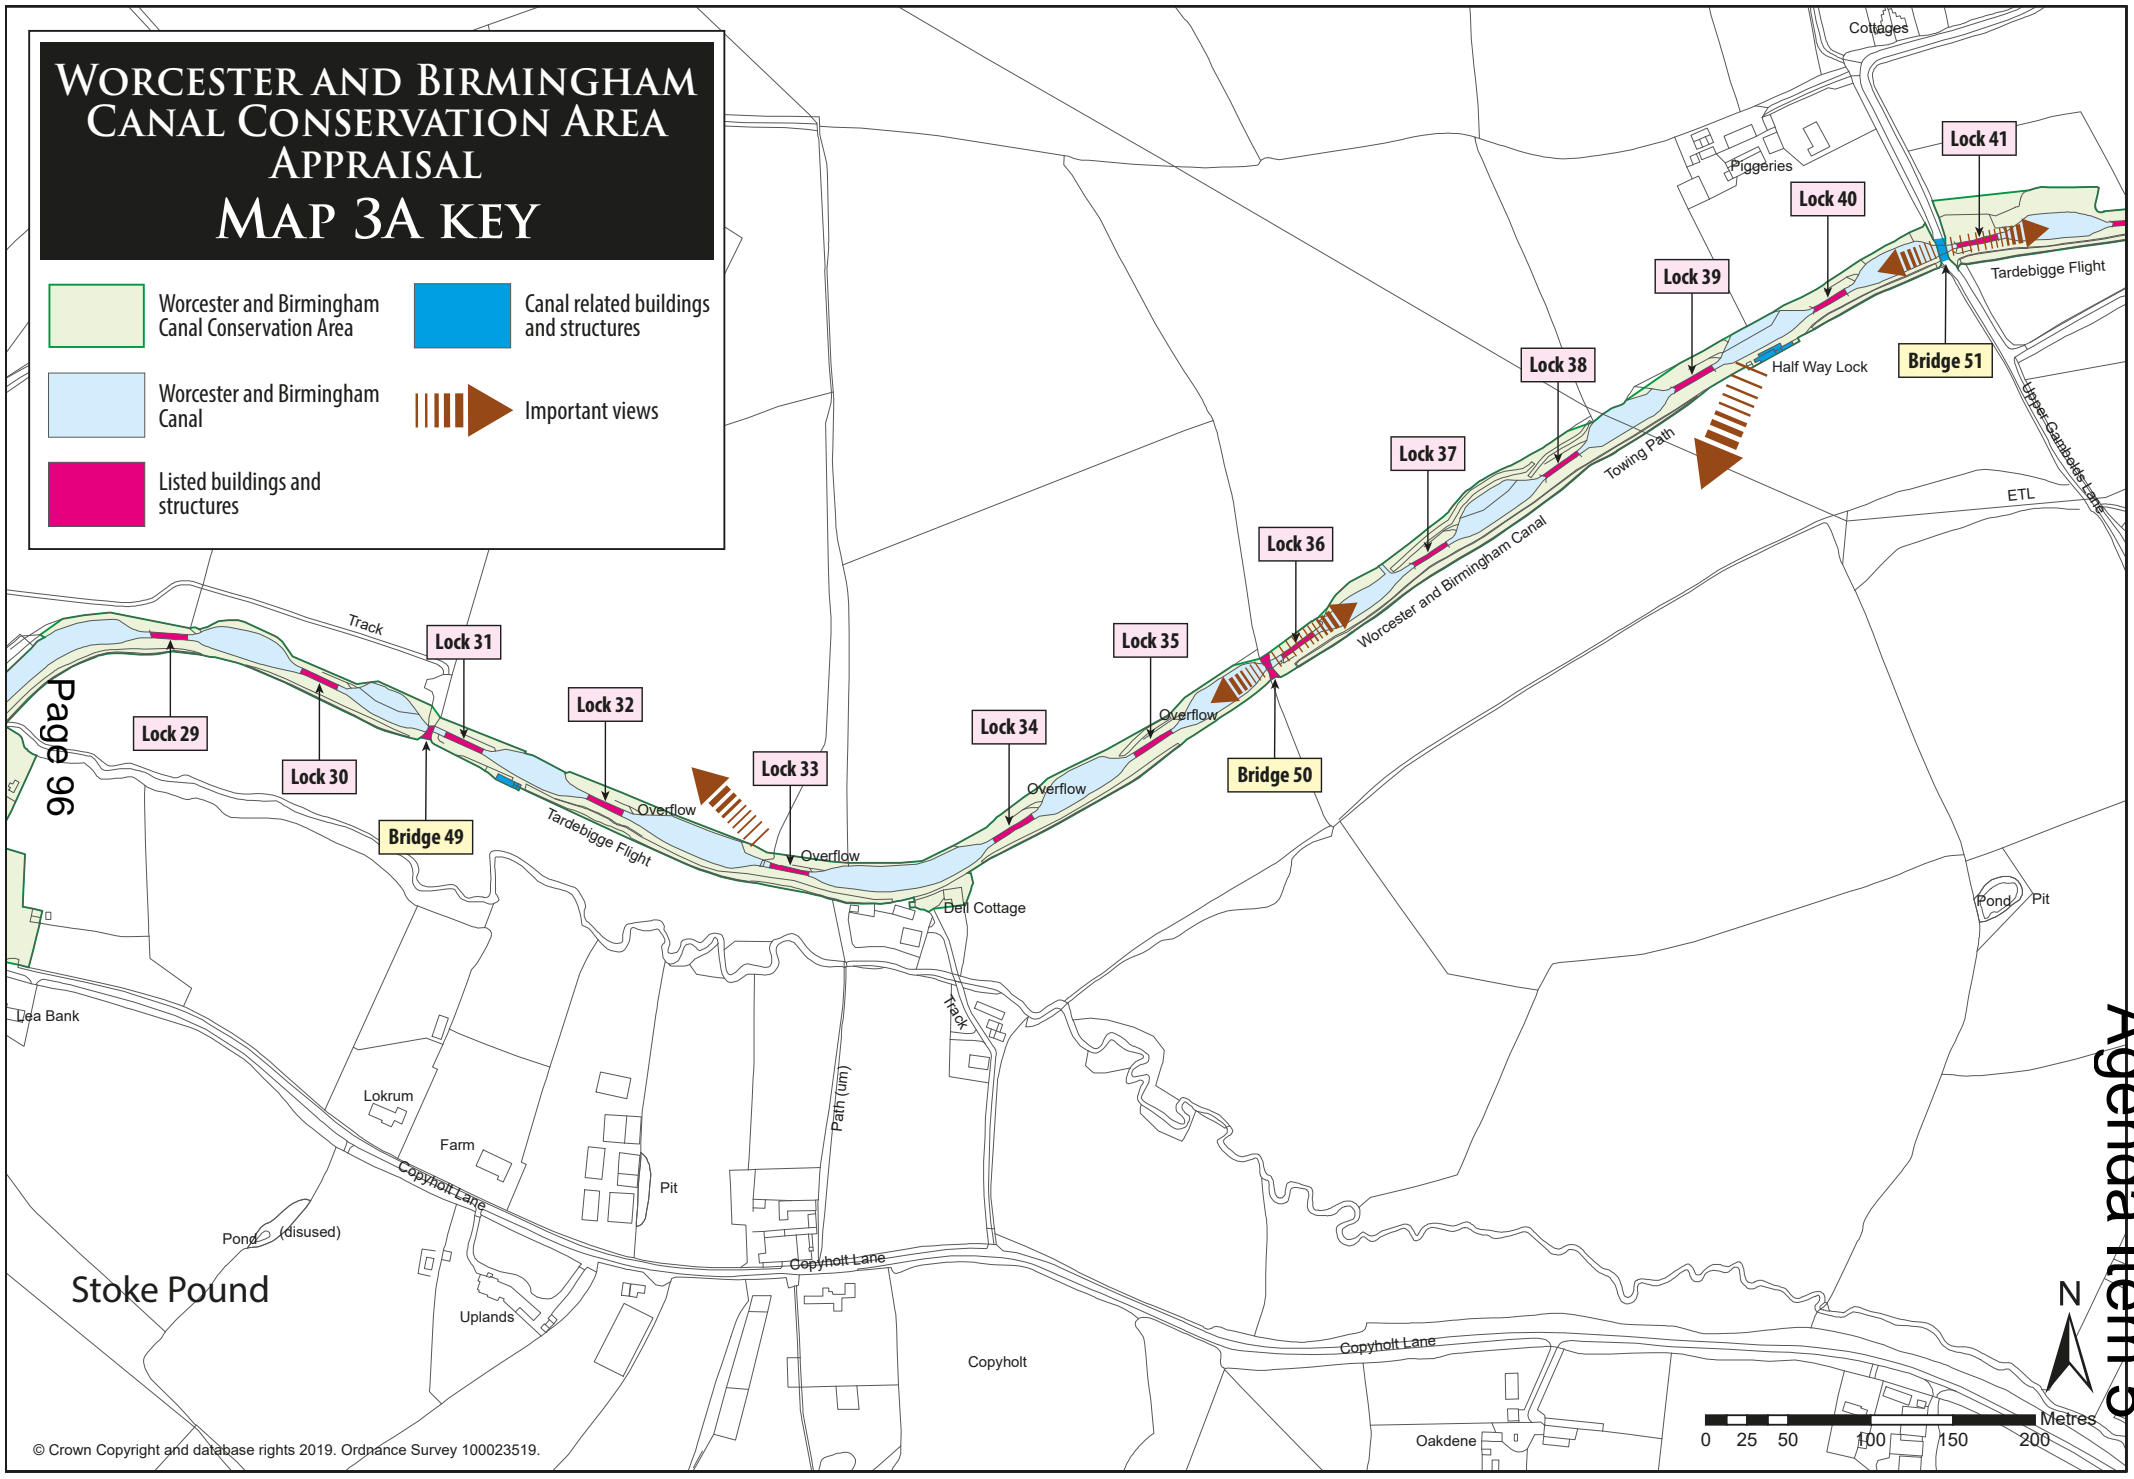 WORCESTER AND BIRMINGHAM
CANAL CONSERVATION AREA
APPRAISAL
MAP 3A KEY
Worcester and Birmingham
Canal Conservation Area
Canal related buildings
and structures
Worcester and Birmingham
Canal
Important views
Listed buildings and
structures
Cottages
Piggeries
Lock 41
Lock 40
Lock 39
Tardebigge Flight
Bridge 51
Half Way Lock
Lock 38
Upper Gambolds Lane
Towing Path
Lock 37
ETL
Lock 36
Worcester and Birmingham Canal
Track
Lock 31
Lock 35
Page 96
Lock 29
Lock 30
Lock 32
Lock 33
Lock 34
Overflow
Bridge 50
Overflow
Overflow
Overflow
Bridge 49
Tardebigge Flight
Dell Cottage
Pond
Pit
Lea Bank
Track
Lokrum
Farm
Path (um)
Copyholt Lane
Pit
Pond
(disused)
Stoke Pound
Uplands
Copyholt Lane
Copyholt
Copyholt Lane
Oakdene
N
Agenda Item 5
Metres
0 25 50 100 150 200
© Crown Copyright and database rights 2019. Ordnance Survey 100023519.